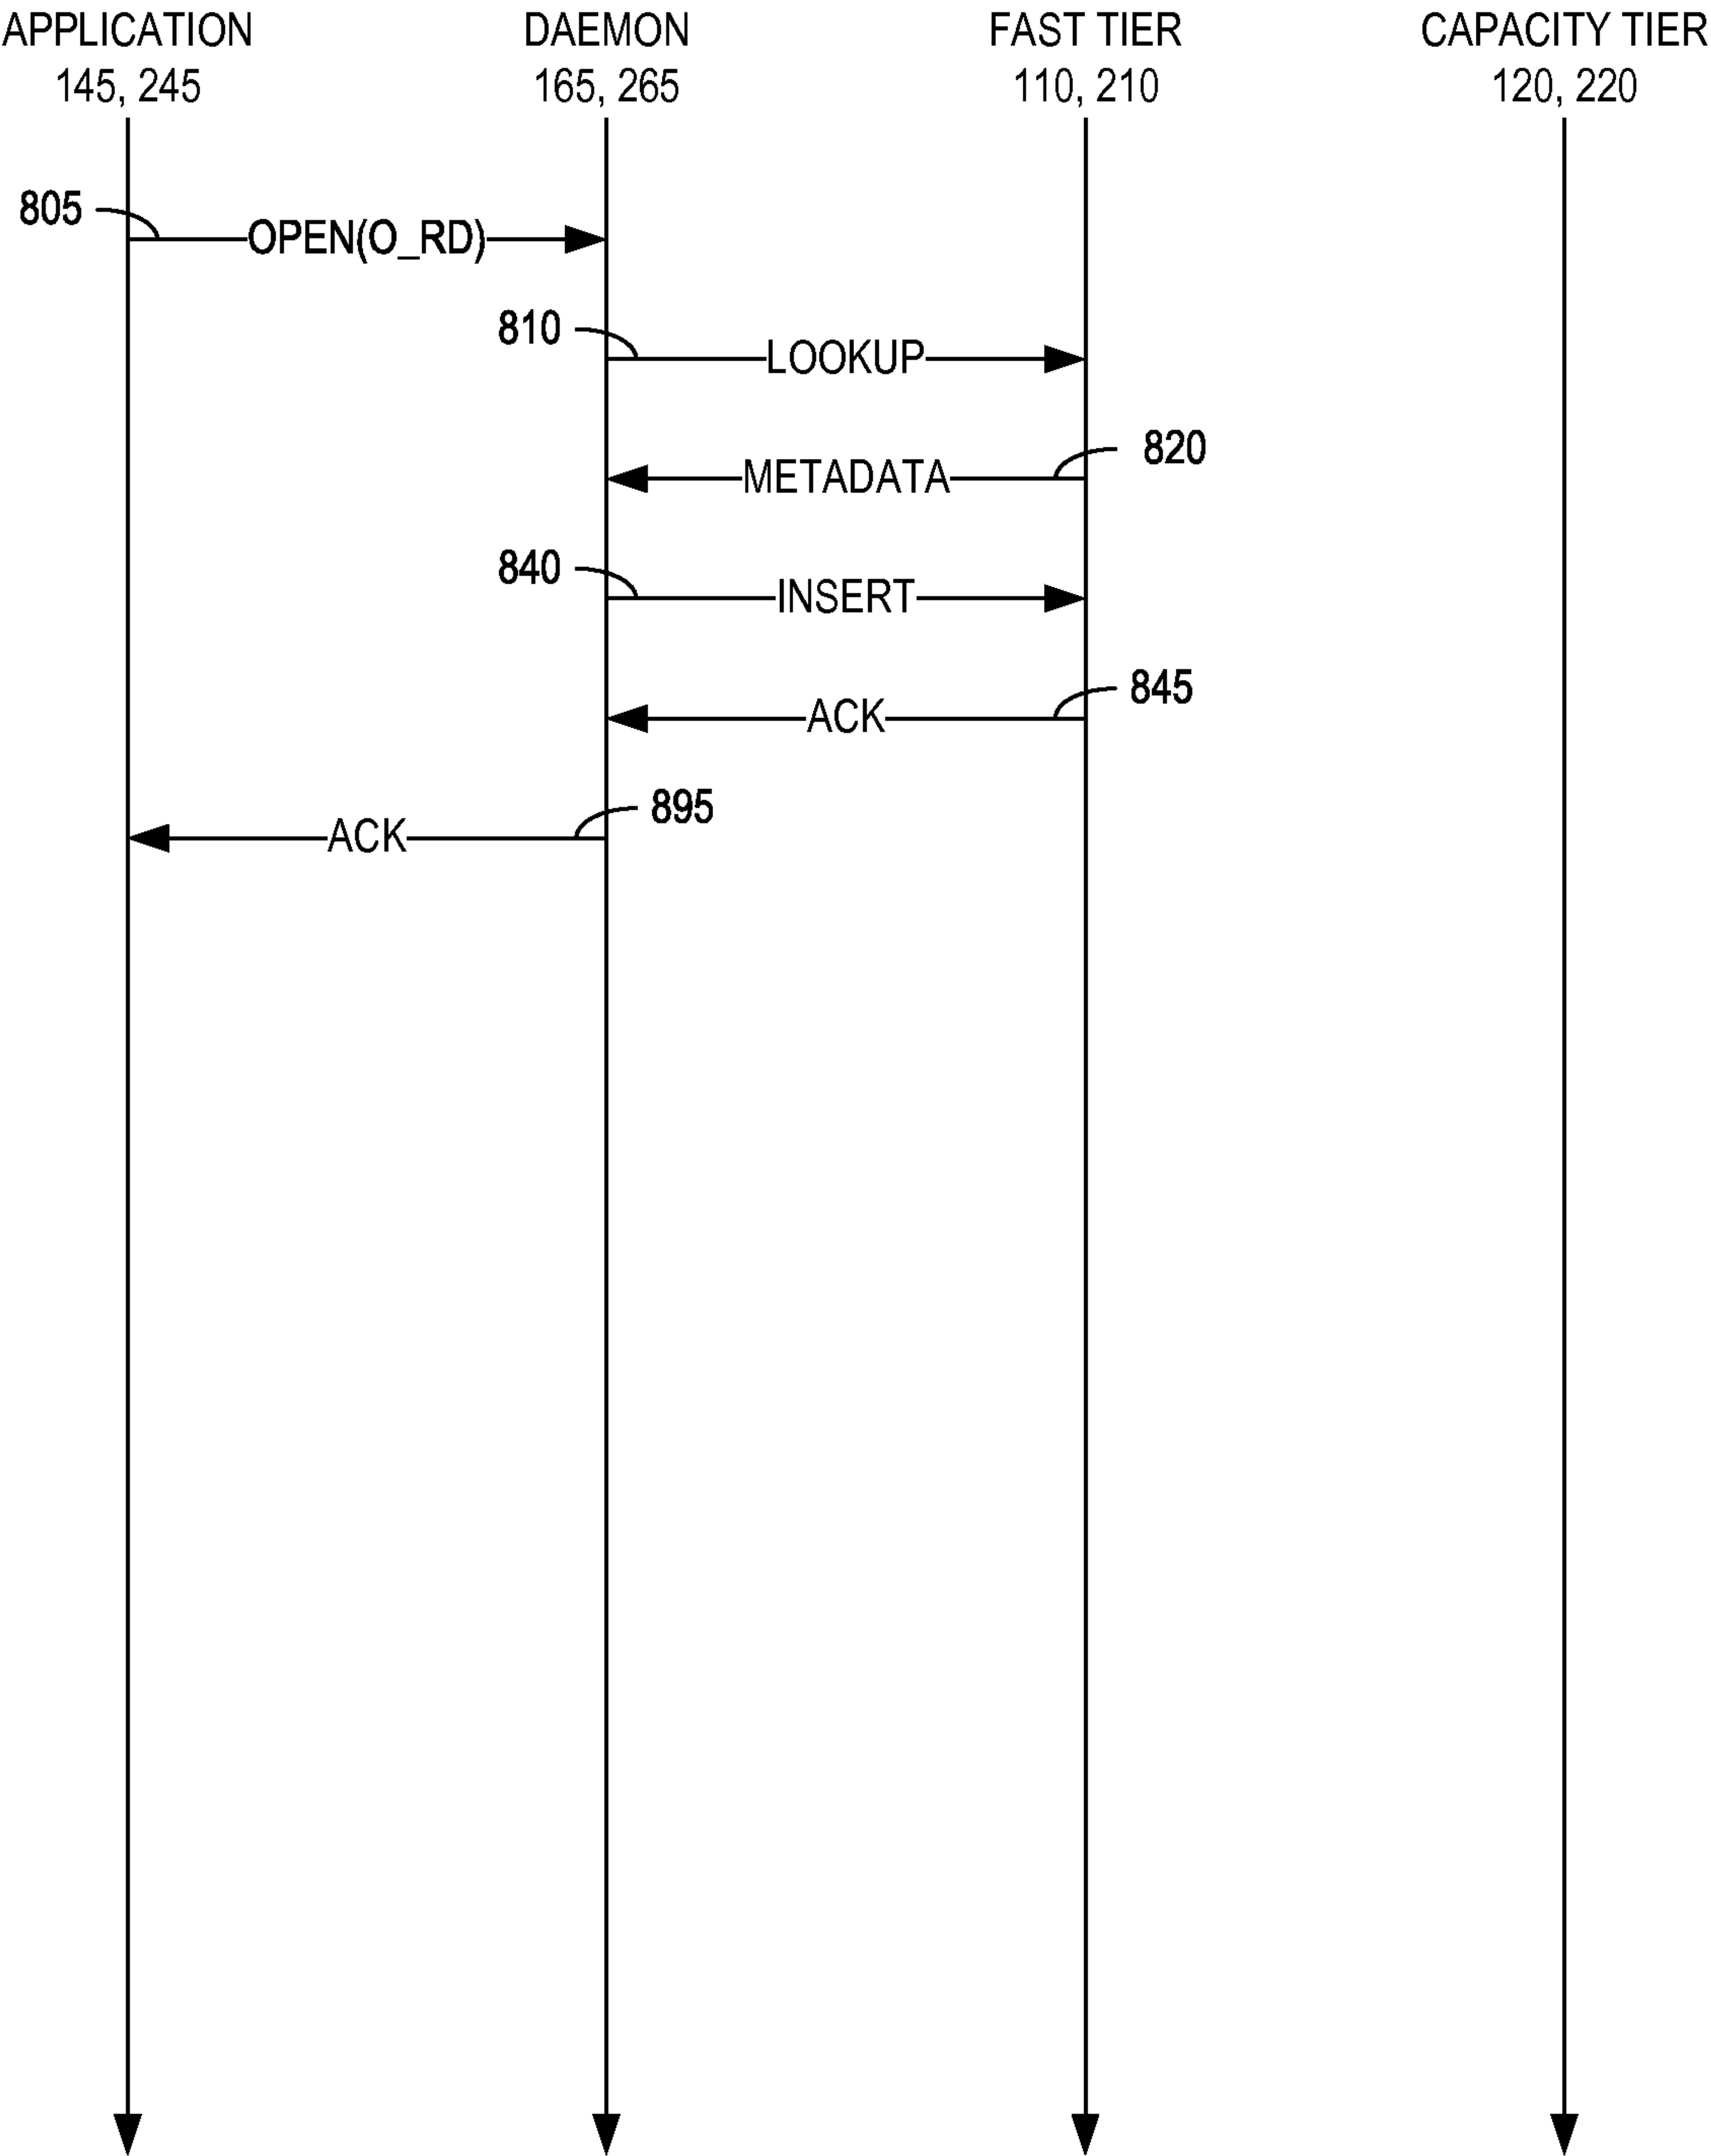 APPLICATION
145, 245
DAEMON
165, 265
FAST TIER
110, 210
CAPACITY TIER
120, 220
805
OPEN(O_RD)
810
LOOKUP
820
METADATA
840
INSERT
845
ACK
895
ACK